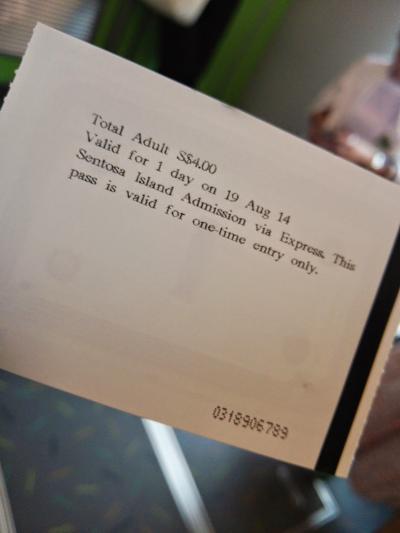 Total Adult S$4.00
Valid for 1 day on 19 Aug 14
Sentosa Island Admission via Express. This
pass is valid for one-time entry only.
0318906789